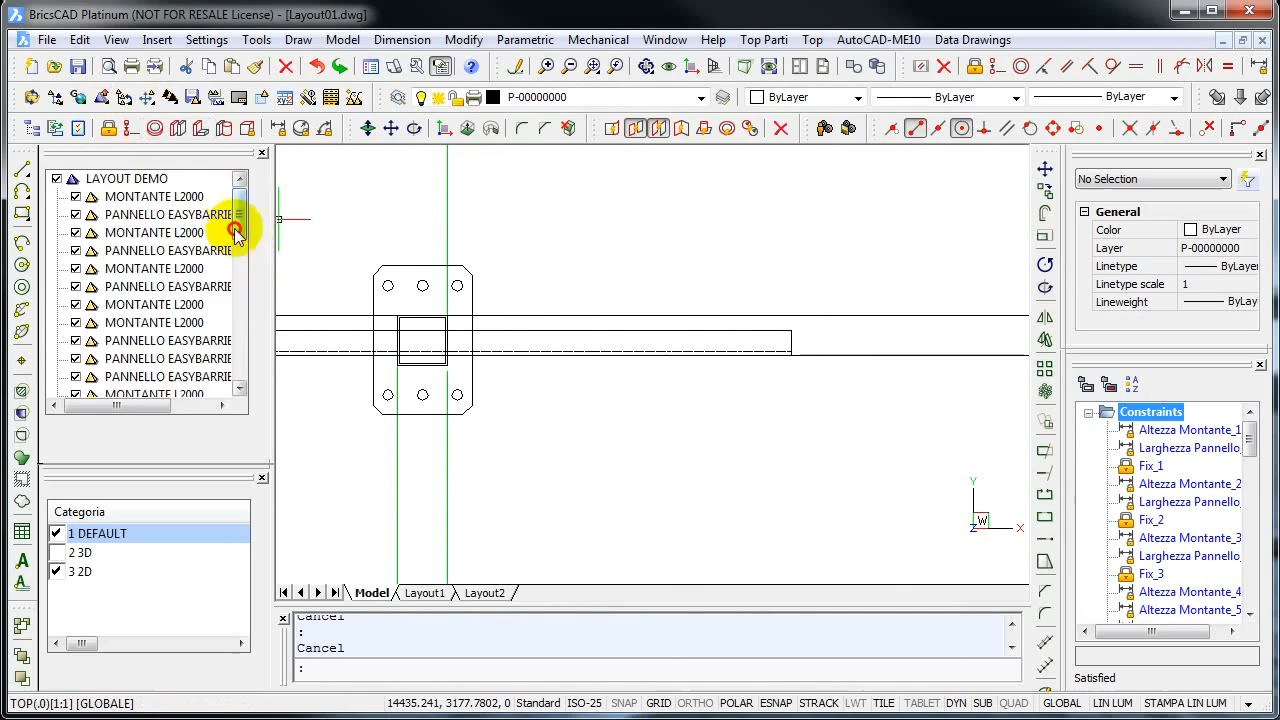 BricsCAD Platinum (NOT FOR RESALE License) - [Layout01.dwg]
File Edit View Insert Settings Tools Draw Model Dimension Modify Parametric Mechanical Window Help Top Parti Top AutoCAD-ME10 Data Drawings
P-00000000 ByLayer ByLayer ByLayer
LAYOUT DEMO
MONTANTE L2000
PANNELLO EASYBARRIE
MONTANTE L2000
PANNELLO EASYBARRIE
MONTANTE L2000
PANNELLO EASYBARRIE
MONTANTE L2000
MONTANTE L2000
PANNELLO EASYBARRIE
PANNELLO EASYBARRIE
PANNELLO EASYBARRIE
MONTANTE L2000
Categoria
1 DEFAULT
2 3D
3 2D
Y
W
Z X
Model Layout1 Layout2
Cancel
:
Cancel
:
No Selection
General
Color ByLayer
Layer P-00000000
Linetype ByLayer
Linetype scale 1
Lineweight ByLay
Constraints
Altezza Montante_1
Larghezza Pannello_
Fix_1
Altezza Montante_2
Larghezza Pannello_
Fix_2
Altezza Montante_3
Larghezza Pannello_
Fix_3
Altezza Montante_4
Altezza Montante_5
Satisfied
TOP(.0)[1:1] [GLOBALE] 14435.241, 3177.7802, 0 Standard ISO-25 SNAP GRID ORTHO POLAR ESNAP STRACK LWT TILE TABLET DYN SUB QUAD GLOBAL LIN LUM STAMPA LIN LUM